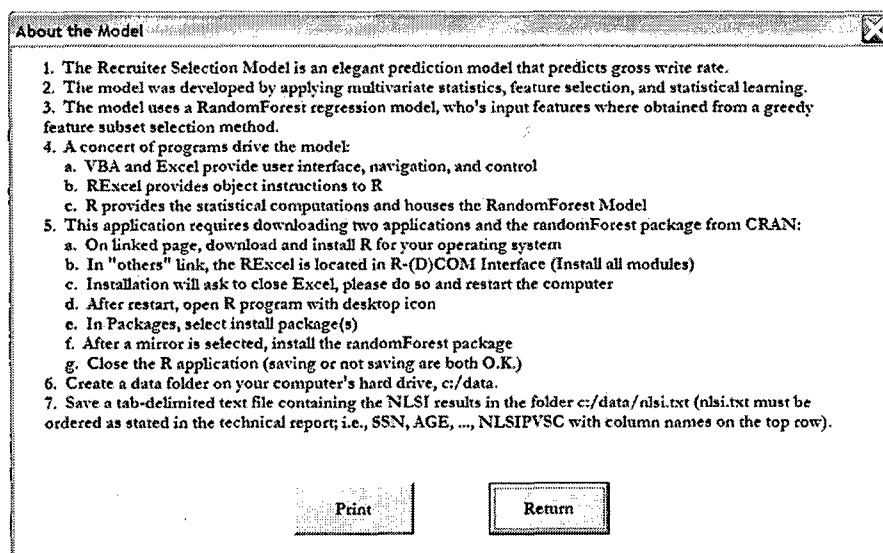 About the Model
1. The Recruiter Selection Model is an elegant prediction model that predicts gross write rate.
2. The model was developed by applying multivariate statistics, feature selection, and statistical learning.
3. The model uses a RandomForest regression model, who's input features where obtained from a greedy
feature subset selection method.
4. A concert of programs drive the model:
a. VBA and Excel provide user interface, navigation, and control
b. RExcel provides object instructions to R
c. R provides the statistical computations and houses the RandomForest Model
5. This application requires downloading two applications and the randomForest package from CRAN:
a. On linked page, download and install R for your operating system
b. In "others" link, the RExcel is located in R-(D)COM Interface (Install all modules)
c. Installation will ask to close Excel, please do so and restart the computer
d. After restart, open R program with desktop icon
e. In Packages, select install package(s)
f. After a mirror is selected, install the randomForest package
g. Close the R application (saving or not saving are both O.K.)
6. Create a data folder on your computer's hard drive, c:/data.
7. Save a tab-delimited text file containing the NLSI results in the folder c:/data/nlsi.txt (nlsi.txt must be
ordered as stated in the technical report; i.e., SSN, AGE, ..., NLSIPVSC with column names on the top row).
Print Return